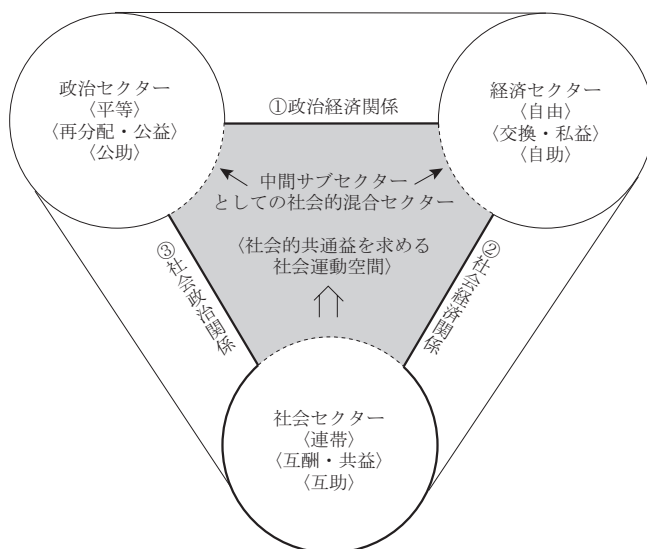 政治セクター
〈平等〉
〈再分配・公益〉
〈公助〉
①政治経済関係
経済セクター
〈自由〉
〈交換・私益〉
〈自助〉
中間サブセクター
としての社会的混合セクター
〈社会的共通益を求める
社会運動空間〉
③社会政治関係
②社会経済関係
社会セクター
〈連帯〉
〈互酬・共益〉
〈互助〉